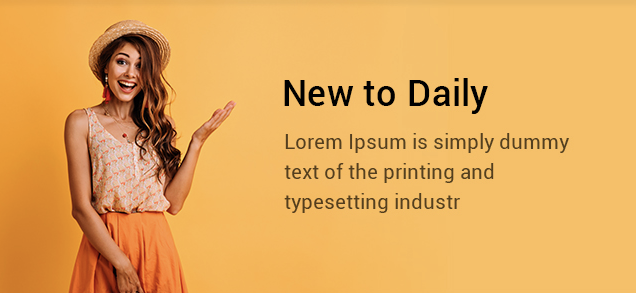 New to Daily
Lorem Ipsum is simply dummy
text of the printing and
typesetting industr